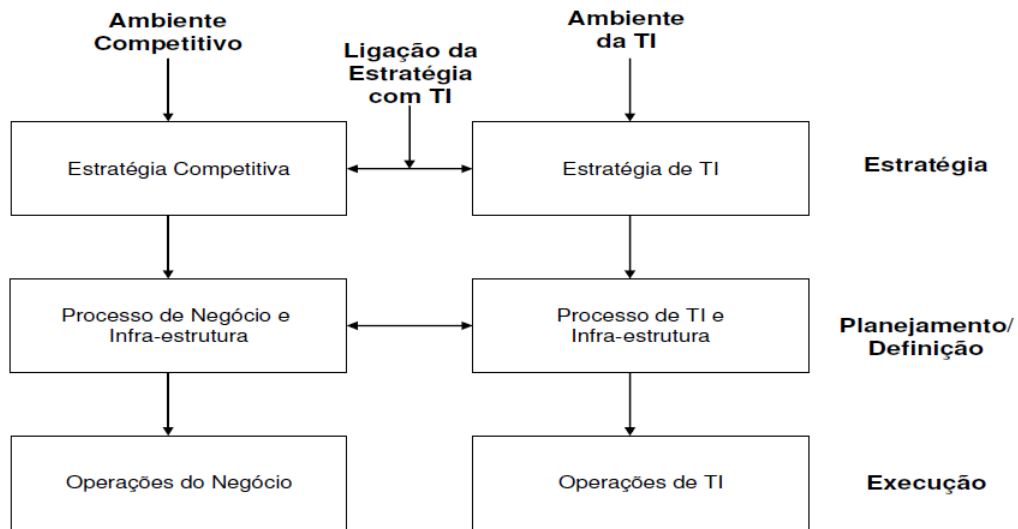 Ambiente
Competitivo
Ligação da
Estratégia
com TI
Ambiente
da TI
Estratégia Competitiva
Estratégia de TI
Estratégia
Processo de Negócio e
Infra-estrutura
Processo de TI e
Infra-estrutura
Planejamento/
Definição
Operações do Negócio
Operações de TI
Execução